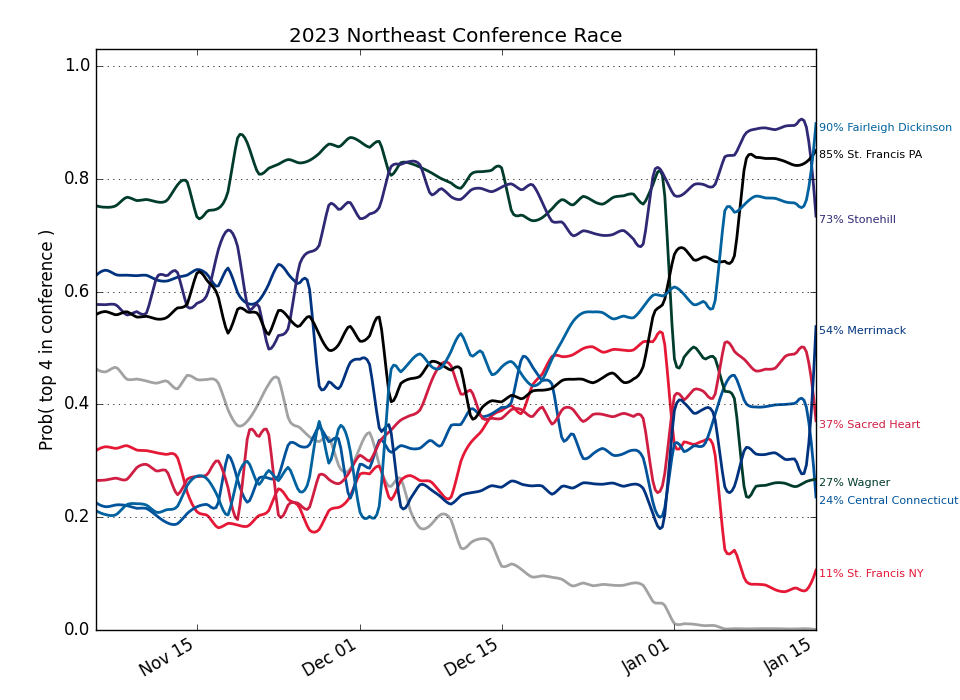 2023 Northeast Conference Race
Prob( top 4 in conference )
1.0
0.8
0.6
0.4
0.2
0.0
Nov 15
Dec 01
Dec 15
Jan 01
Jan 15
90% Fairleigh Dickinson
85% St. Francis PA
73% Stonehill
54% Merrimack
37% Sacred Heart
27% Wagner
24% Central Connecticut
11% St. Francis NY